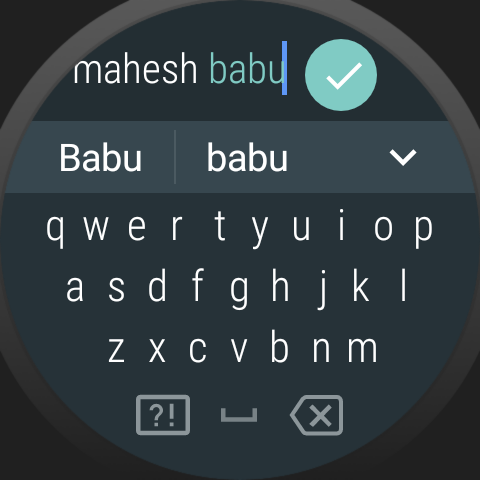 mahesh babu
Babu babu
q w e r t y u i o p
a s d f g h j k l
z x c v b n m
?!